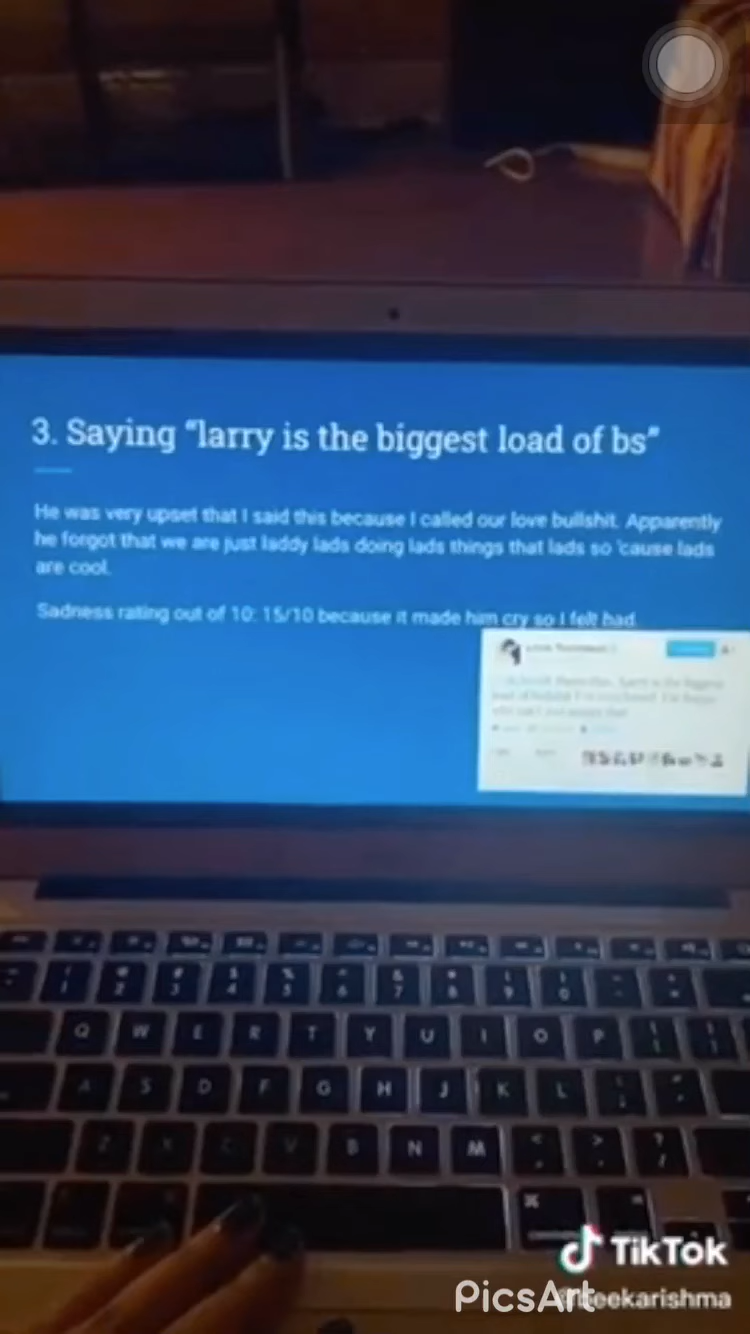 3. Saying “larry is the biggest load of bs”
He was very upset that I said this because I called our love bullshit. Apparently
he forgot that we are just laddy lads doing lads things that lads so ‘cause lads
are cool.
Sadness rating out of 10: 15/10 because it made him cry so I felt bad.
Q W E R T Y U I O P
A S D F G H J K L
Z X C V B N M
TikTok
PicsArt